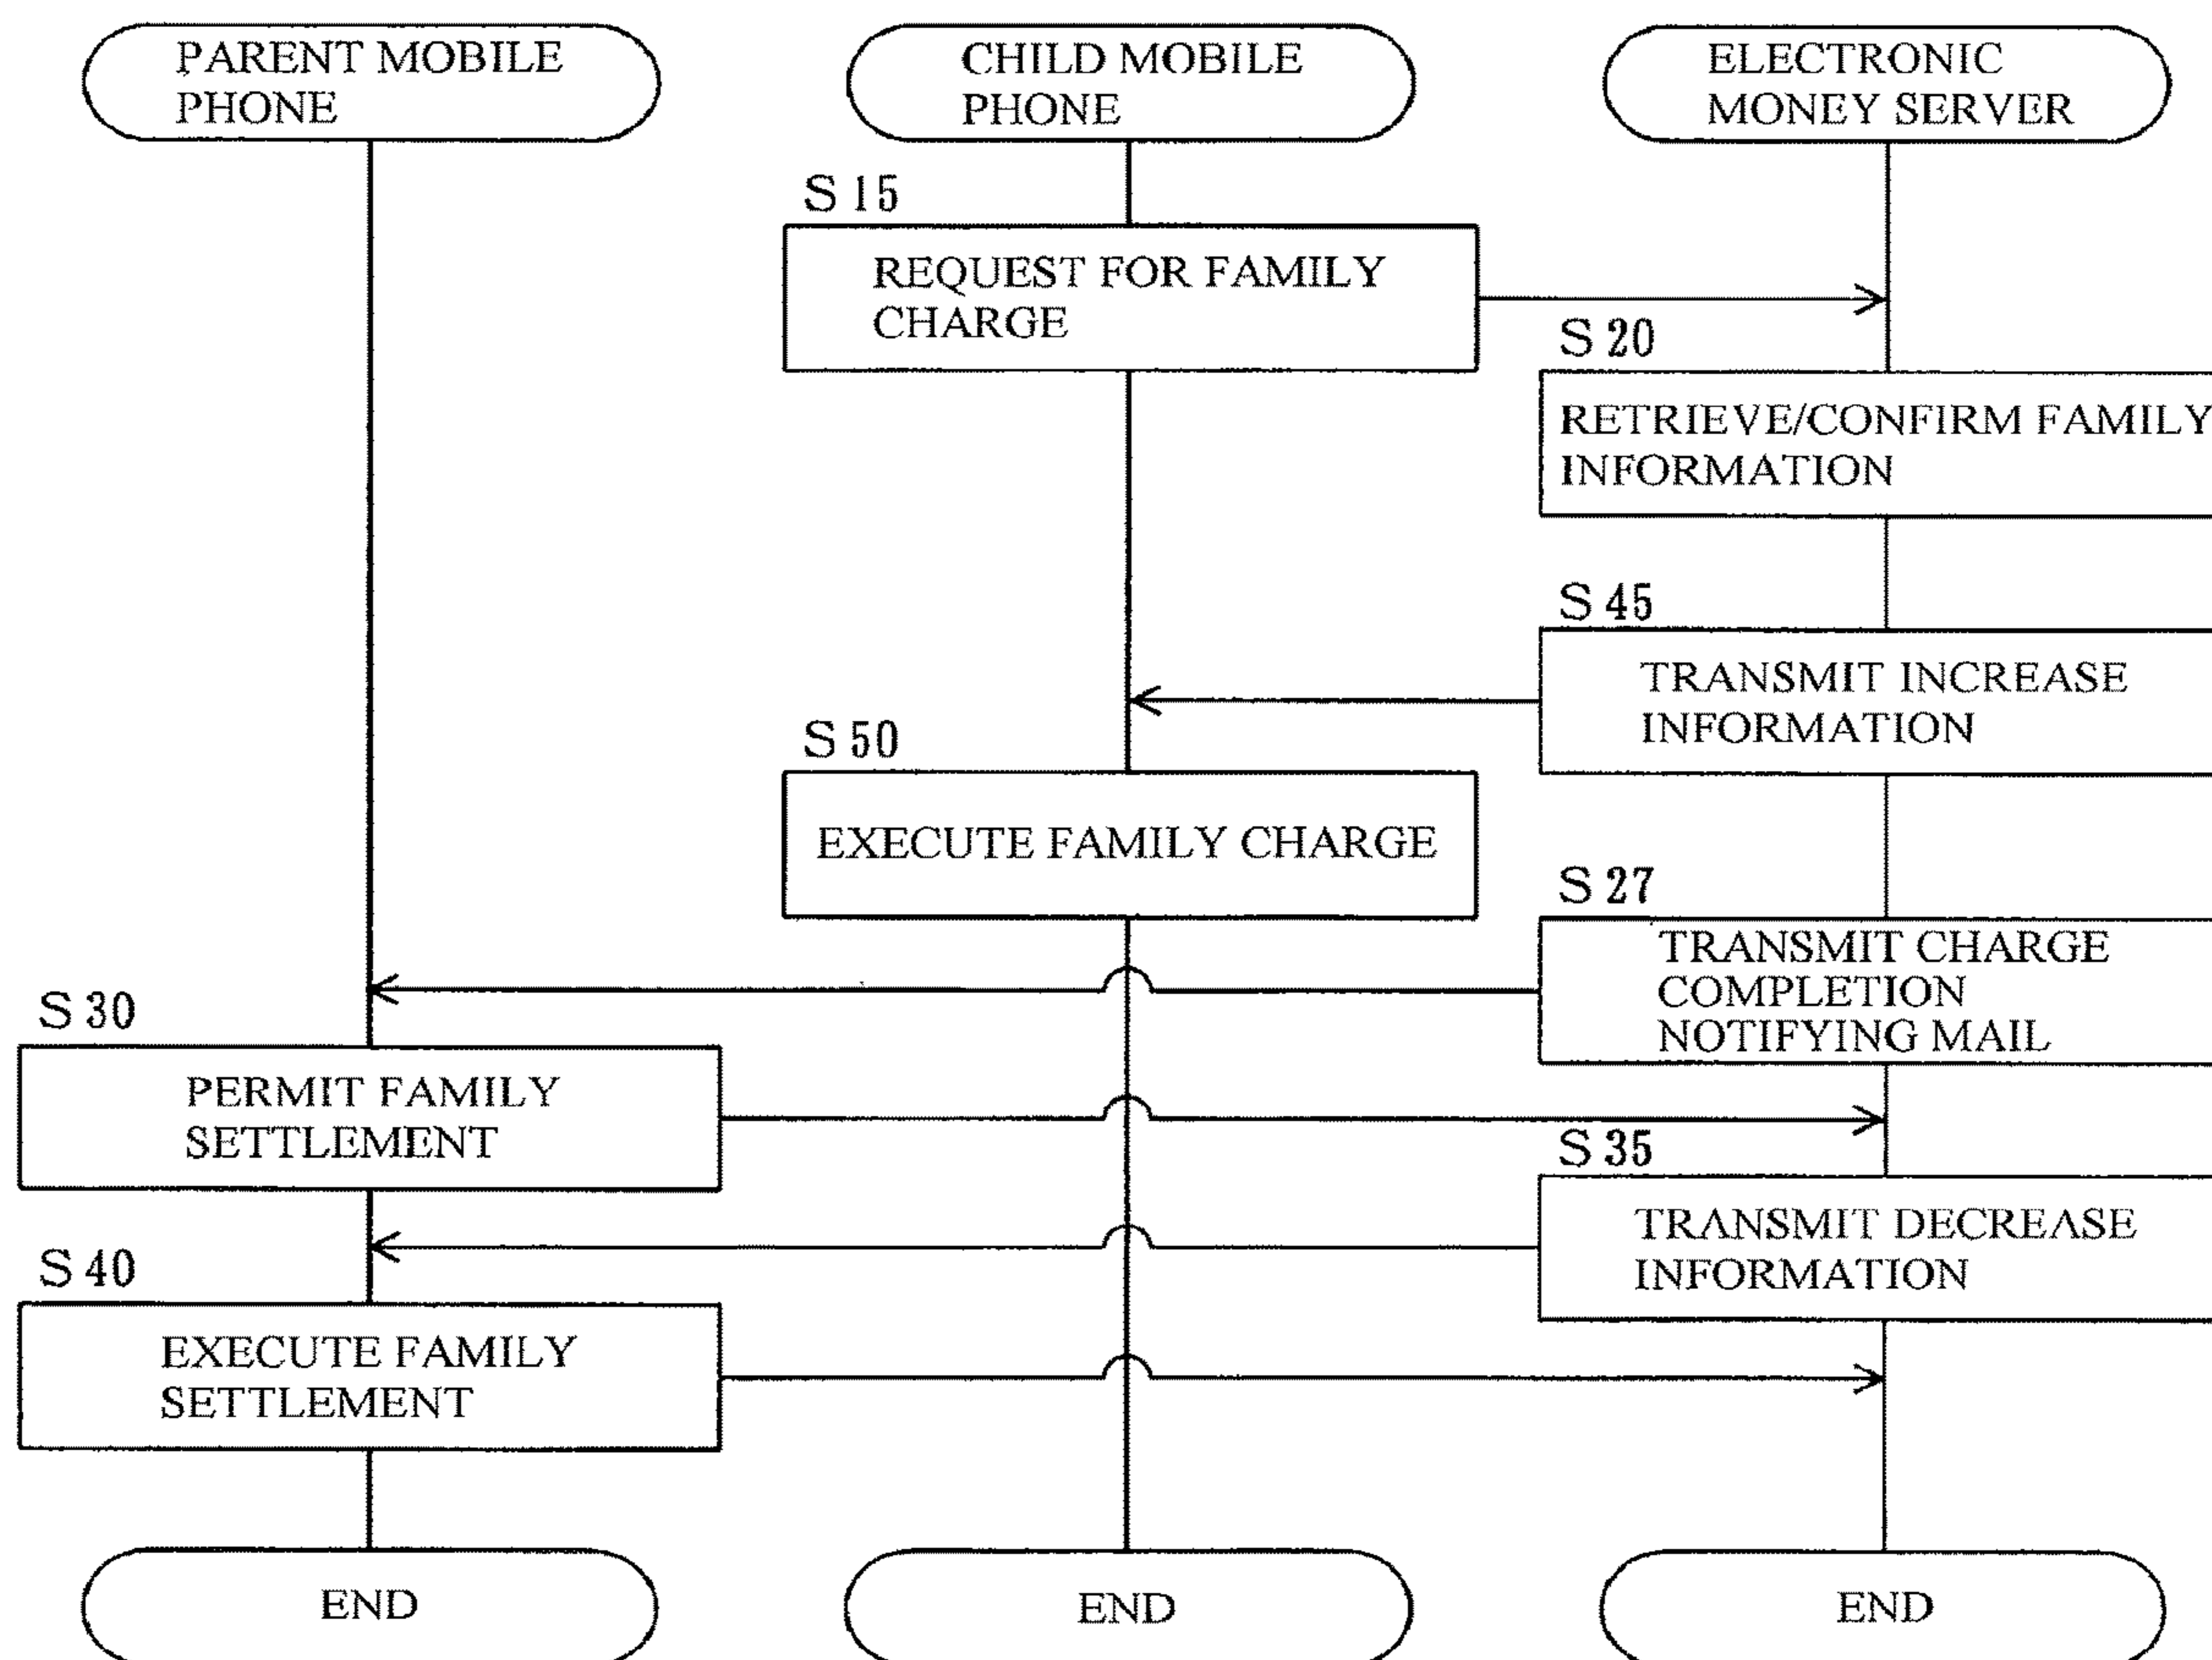 PARENT MOBILE
PHONE
CHILD MOBILE
PHONE
ELECTRONIC
MONEY SERVER
S 15
REQUEST FOR FAMILY
CHARGE
S 20
RETRIEVE/CONFIRM FAMILY
INFORMATION
S 45
TRANSMIT INCREASE
INFORMATION
S 50
EXECUTE FAMILY CHARGE
S 27
TRANSMIT CHARGE
COMPLETION
NOTIFYING MAIL
S 30
PERMIT FAMILY
SETTLEMENT
S 35
TRANSMIT DECREASE
INFORMATION
S 40
EXECUTE FAMILY
SETTLEMENT
END
END
END